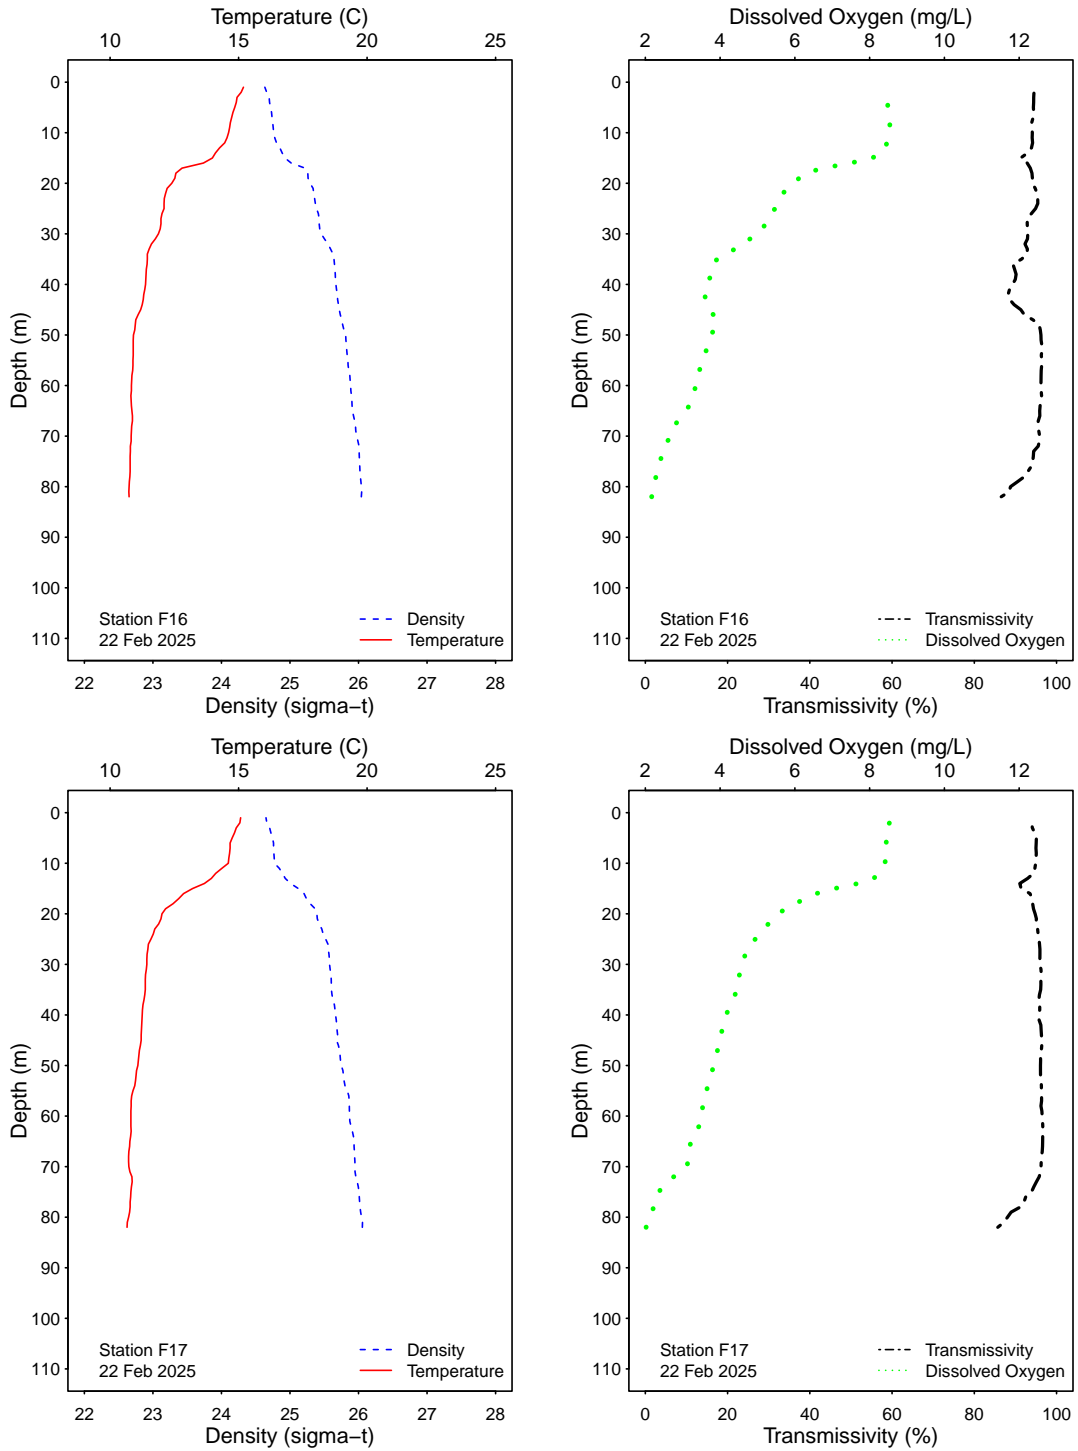 Temperature (C)
10 15 20 25
0
10
20
30
40
50
60
70
80
90
100
110
Depth (m)
Station F16
22 Feb 2025
Density
Temperature
22 23 24 25 26 27 28
Density (sigma−t)
Dissolved Oxygen (mg/L)
2 4 6 8 10 12
0
10
20
30
40
50
60
70
80
90
100
110
Depth (m)
Station F16
22 Feb 2025
Transmissivity
Dissolved Oxygen
0 20 40 60 80 100
Transmissivity (%)
Temperature (C)
10 15 20 25
0
10
20
30
40
50
60
70
80
90
100
110
Depth (m)
Station F17
22 Feb 2025
Density
Temperature
22 23 24 25 26 27 28
Density (sigma−t)
Dissolved Oxygen (mg/L)
2 4 6 8 10 12
0
10
20
30
40
50
60
70
80
90
100
110
Depth (m)
Station F17
22 Feb 2025
Transmissivity
Dissolved Oxygen
0 20 40 60 80 100
Transmissivity (%)